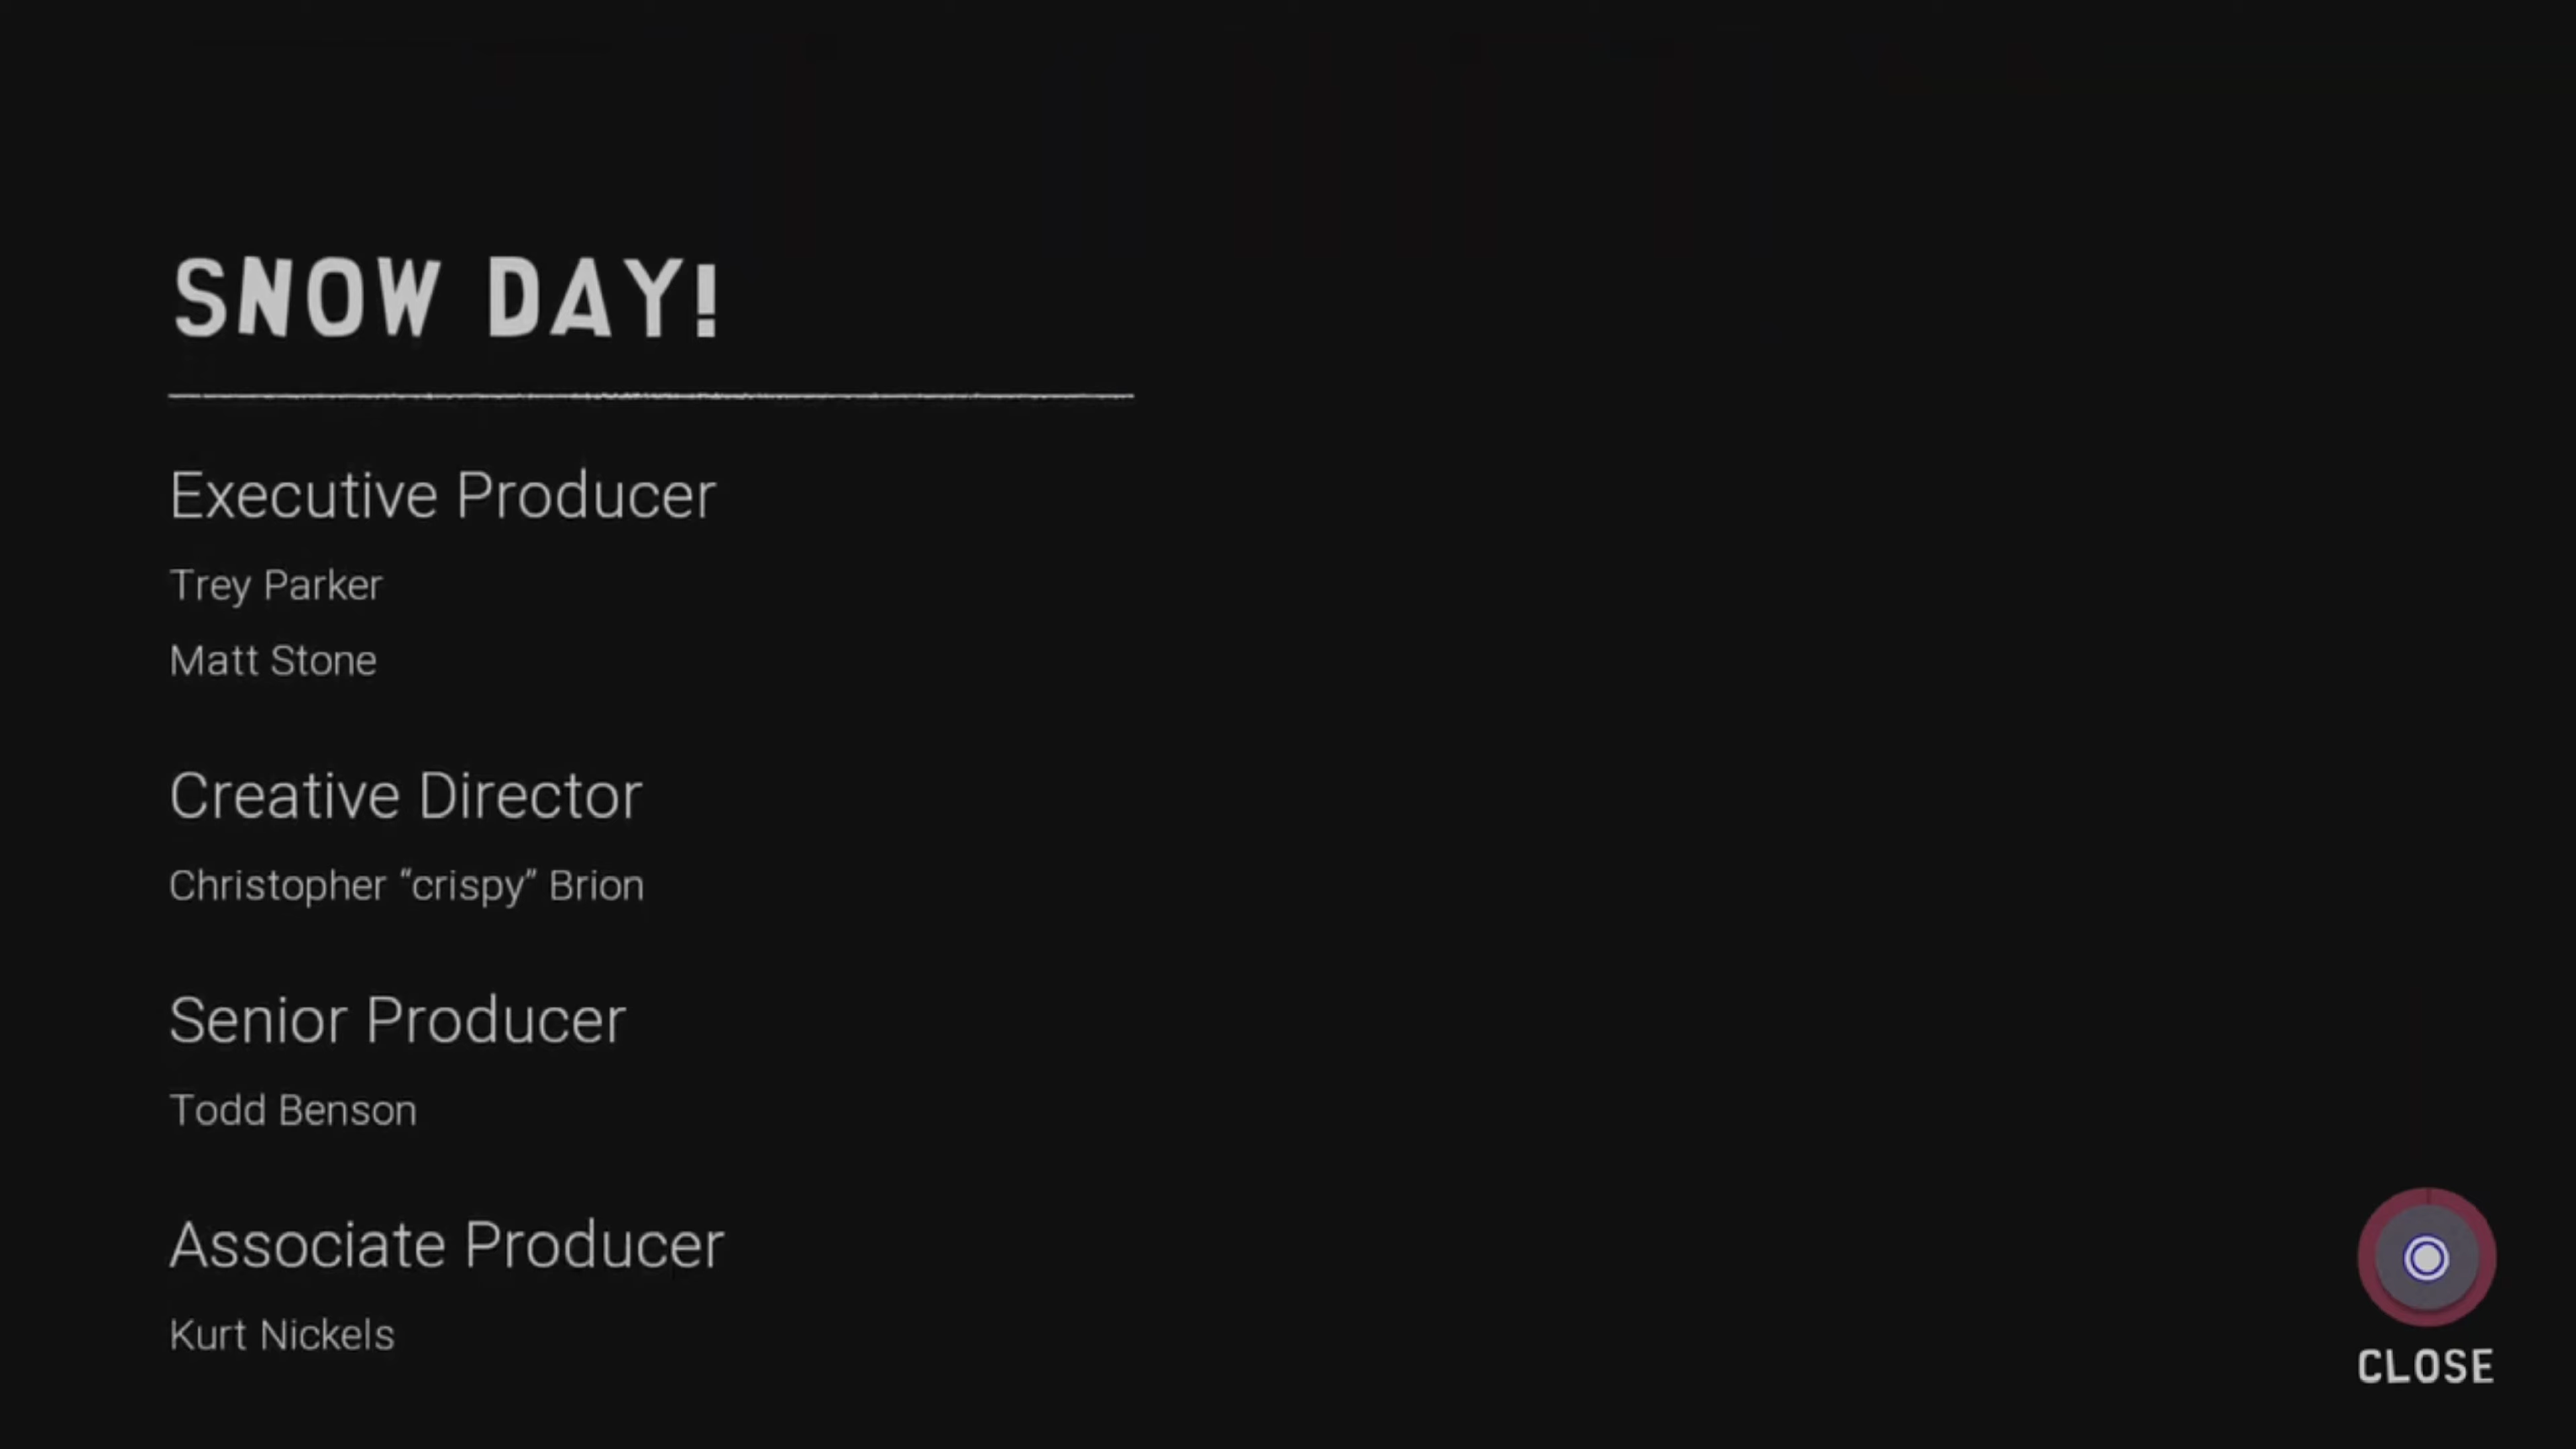 SNOW DAY!
Executive Producer
Trey Parker
Matt Stone
Creative Director
Christopher “crispy” Brion
Senior Producer
Todd Benson
Associate Producer
Kurt Nickels
CLOSE